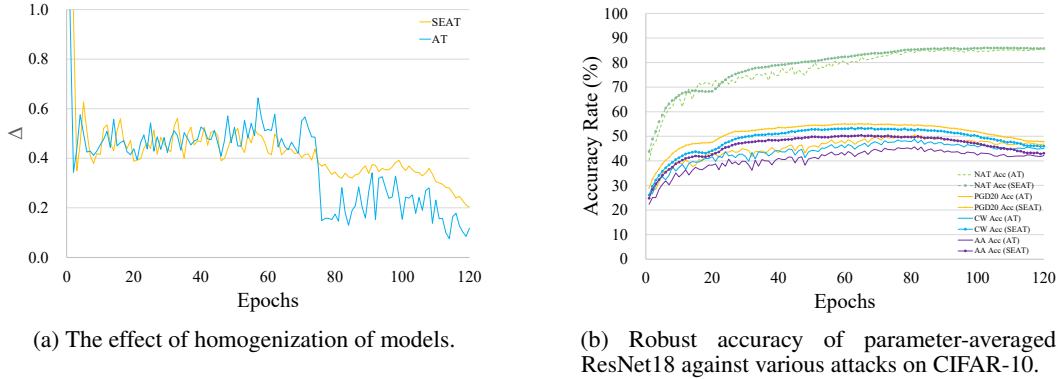 1.0
0.8
0.6
0.4
0.2
0.0
Δ
SEAT
AT
0 20 40 60 80 100 120
Epochs
(a) The effect of homogenization of models.
100
90
80
70
60
50
40
30
20
10
0
Accuracy Rate (%)
NAT Acc (AT)
NAT Acc (SEAT)
PGD20 Acc (AT)
PGD20 Acc (SEAT)
CW Acc (AT)
CW Acc (SEAT)
AA Acc (AT)
AA Acc (SEAT)
0 20 40 60 80 100 120
Epochs
(b) Robust accuracy of parameter-averaged
ResNet18 against various attacks on CIFAR-10.